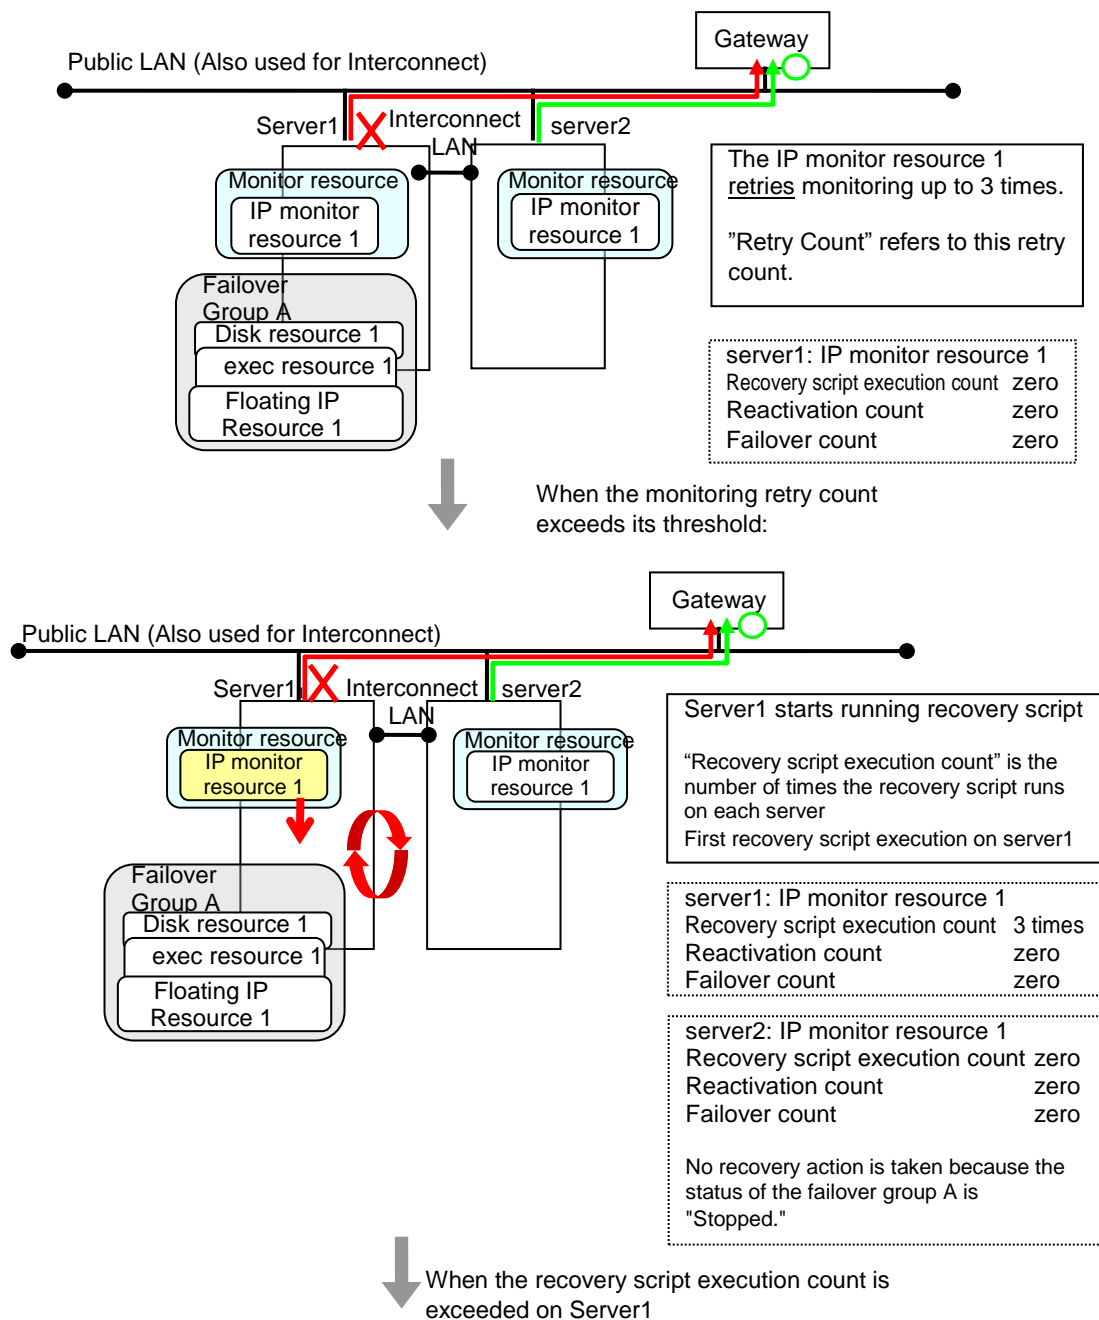 Gateway
Public LAN (Also used for Interconnect)
Server1
Interconnect
LAN
server2
Monitor resource
IP monitor
resource 1
Monitor resource
IP monitor
resource 1
Failover
Group A
Disk resource 1
exec resource 1
Floating IP
Resource 1
The IP monitor resource 1
retries monitoring up to 3 times.
”Retry Count” refers to this retry
count.
server1: IP monitor resource 1
Recovery script execution count zero
Reactivation count zero
Failover count zero
When the monitoring retry count
exceeds its threshold:
Gateway
Public LAN (Also used for Interconnect)
Server1
Interconnect
LAN
server2
Monitor resource
IP monitor
resource 1
Monitor resource
IP monitor
resource 1
Failover
Group A
Disk resource 1
exec resource 1
Floating IP
Resource 1
Server1 starts running recovery script
“Recovery script execution count” is the
number of times the recovery script runs
on each server
First recovery script execution on server1
server1: IP monitor resource 1
Recovery script execution count 3 times
Reactivation count zero
Failover count zero
server2: IP monitor resource 1
Recovery script execution count zero
Reactivation count zero
Failover count zero
No recovery action is taken because the
status of the failover group A is
"Stopped."
When the recovery script execution count is
exceeded on Server1